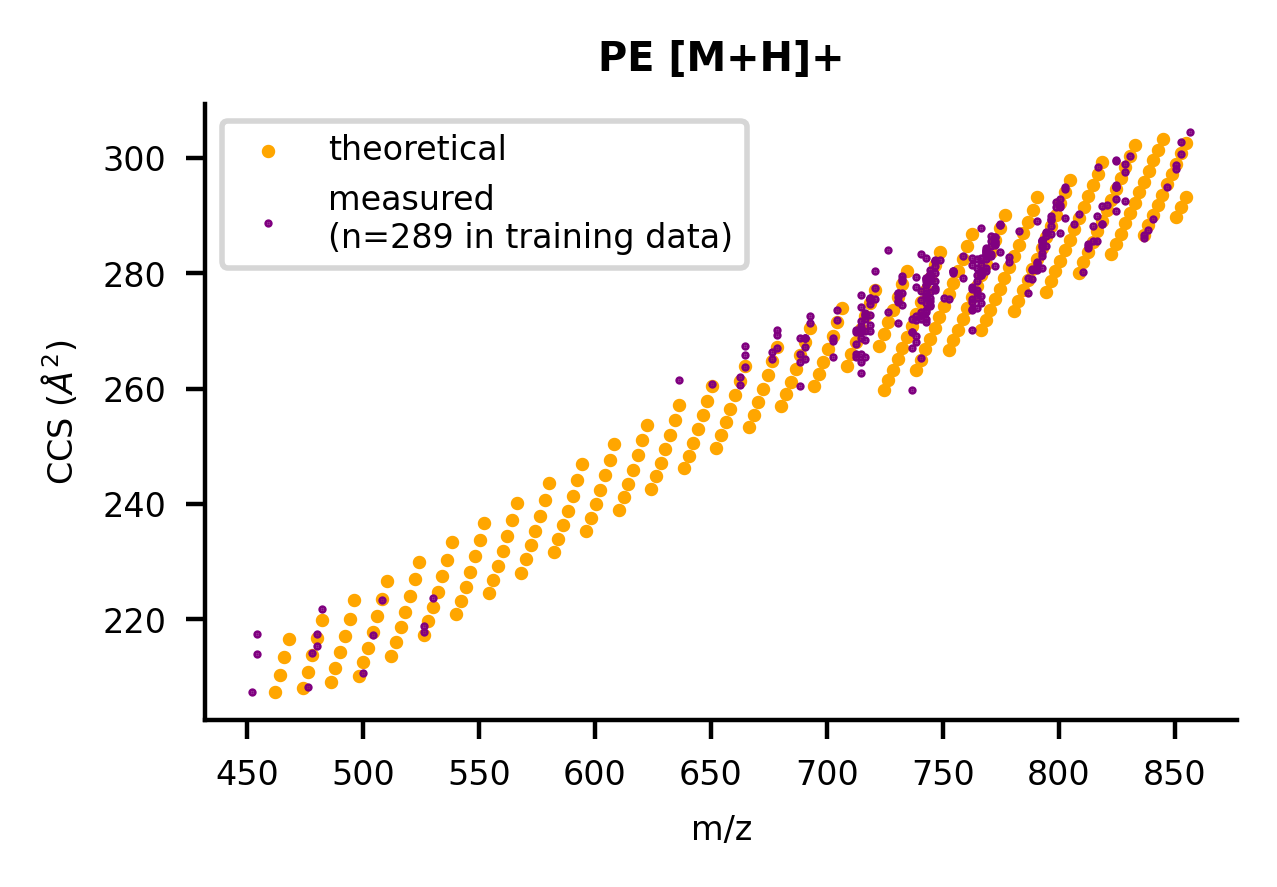 PE [M+H]+
theoretical
measured
(n=289 in training data)
CCS (Å²)
300
280
260
240
220
450 500 550 600 650 700 750 800 850
m/z